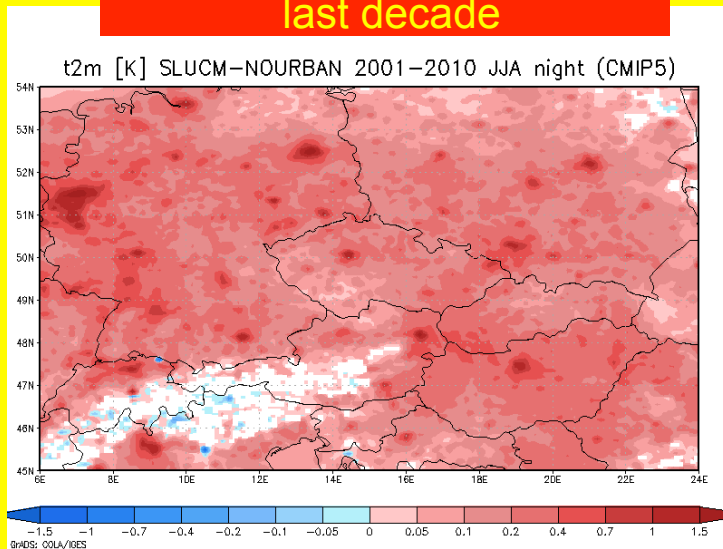 last decade
t2m [K] SLUCM−NOURBAN 2001−2010 JJA night (CMIP5)
54N
53N
52N
51N
50N
49N
48N
47N
46N
45N
6E 8E 10E 12E 14E 16E 18E 20E 22E 24E
−1.5 −1 −0.7 −0.4 −0.2 −0.1 −0.05 0 0.05 0.1 0.2 0.4 0.7 1 1.5
GrADS: COLA/IGES